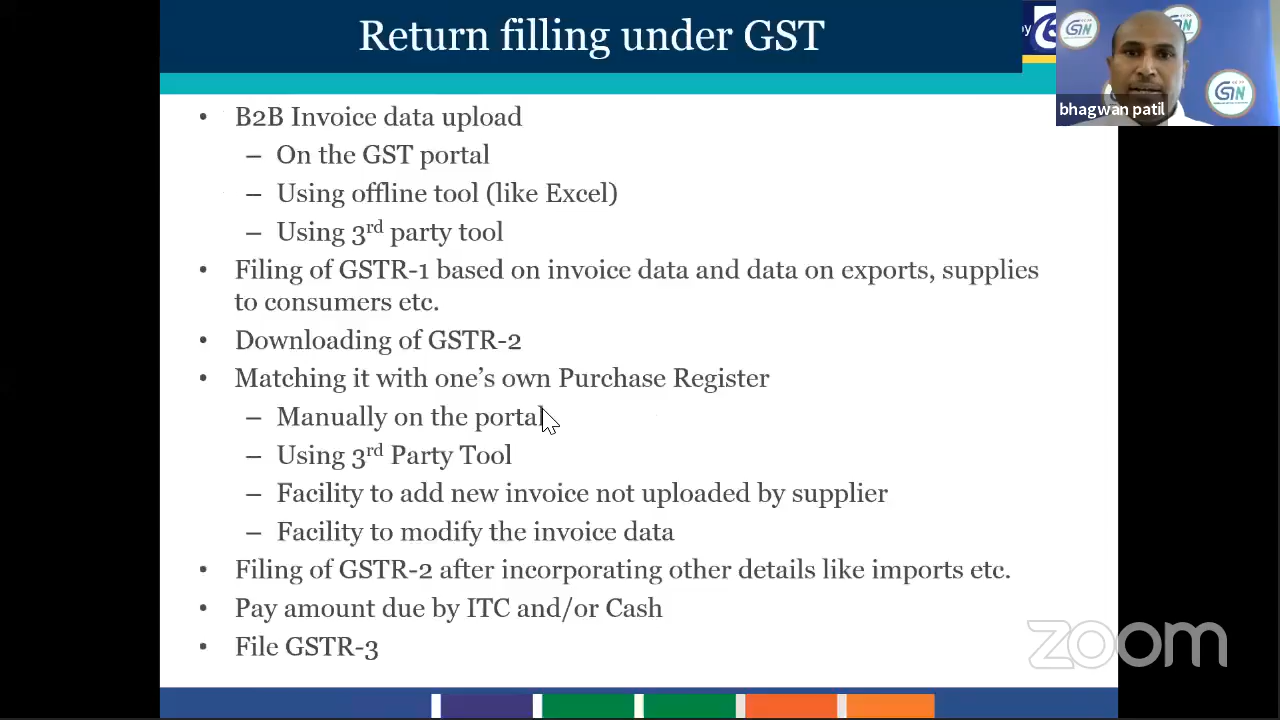 Return filling under GST
• B2B Invoice data upload
– On the GST portal
– Using offline tool (like Excel)
– Using 3rd party tool
• Filing of GSTR-1 based on invoice data and data on exports, supplies
to consumers etc.
• Downloading of GSTR-2
• Matching it with one's own Purchase Register
– Manually on the portal
– Using 3rd Party Tool
– Facility to add new invoice not uploaded by supplier
– Facility to modify the invoice data
• Filing of GSTR-2 after incorporating other details like imports etc.
• Pay amount due by ITC and/or Cash
• File GSTR-3
bhagwan patil
zoom